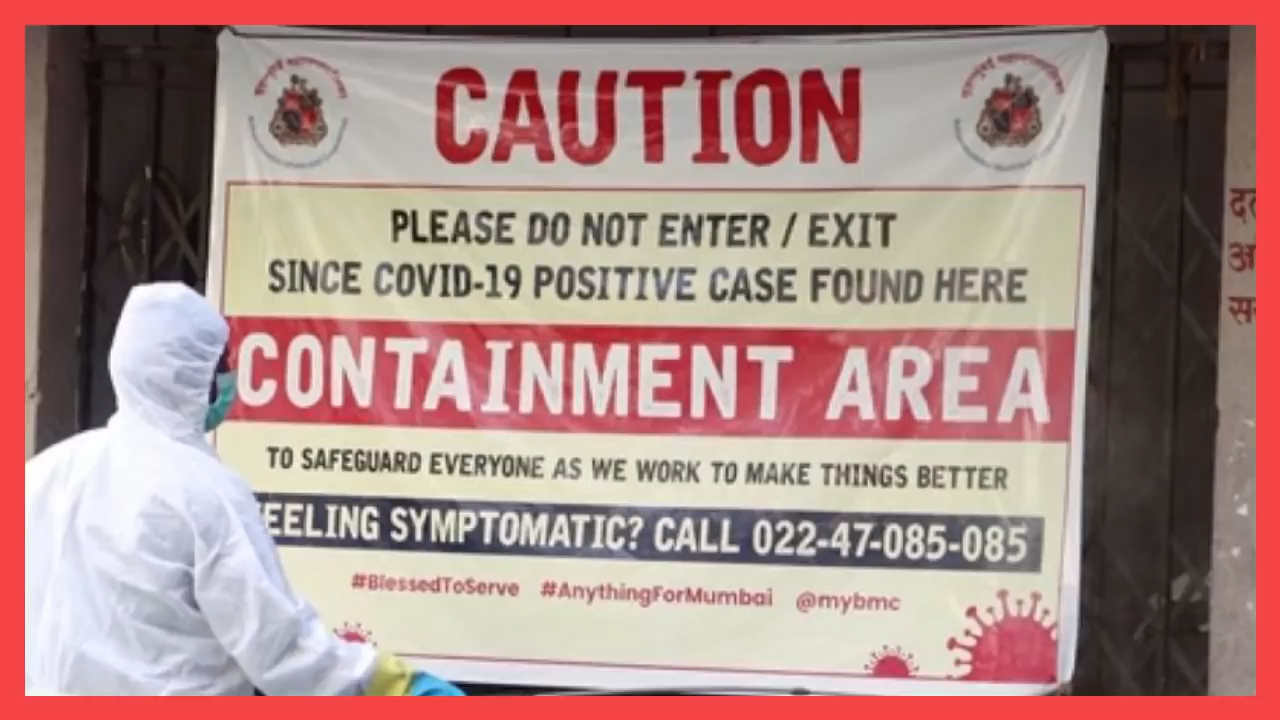 CAUTION
PLEASE DO NOT ENTER / EXIT
SINCE COVID-19 POSITIVE CASE FOUND HERE
CONTAINMENT AREA
TO SAFEGUARD EVERYONE AS WE WORK TO MAKE THINGS BETTER
EELING SYMPTOMATIC? CALL 022-47-085-085
#BlessedToServe #AnythingForMumbai @mybmc